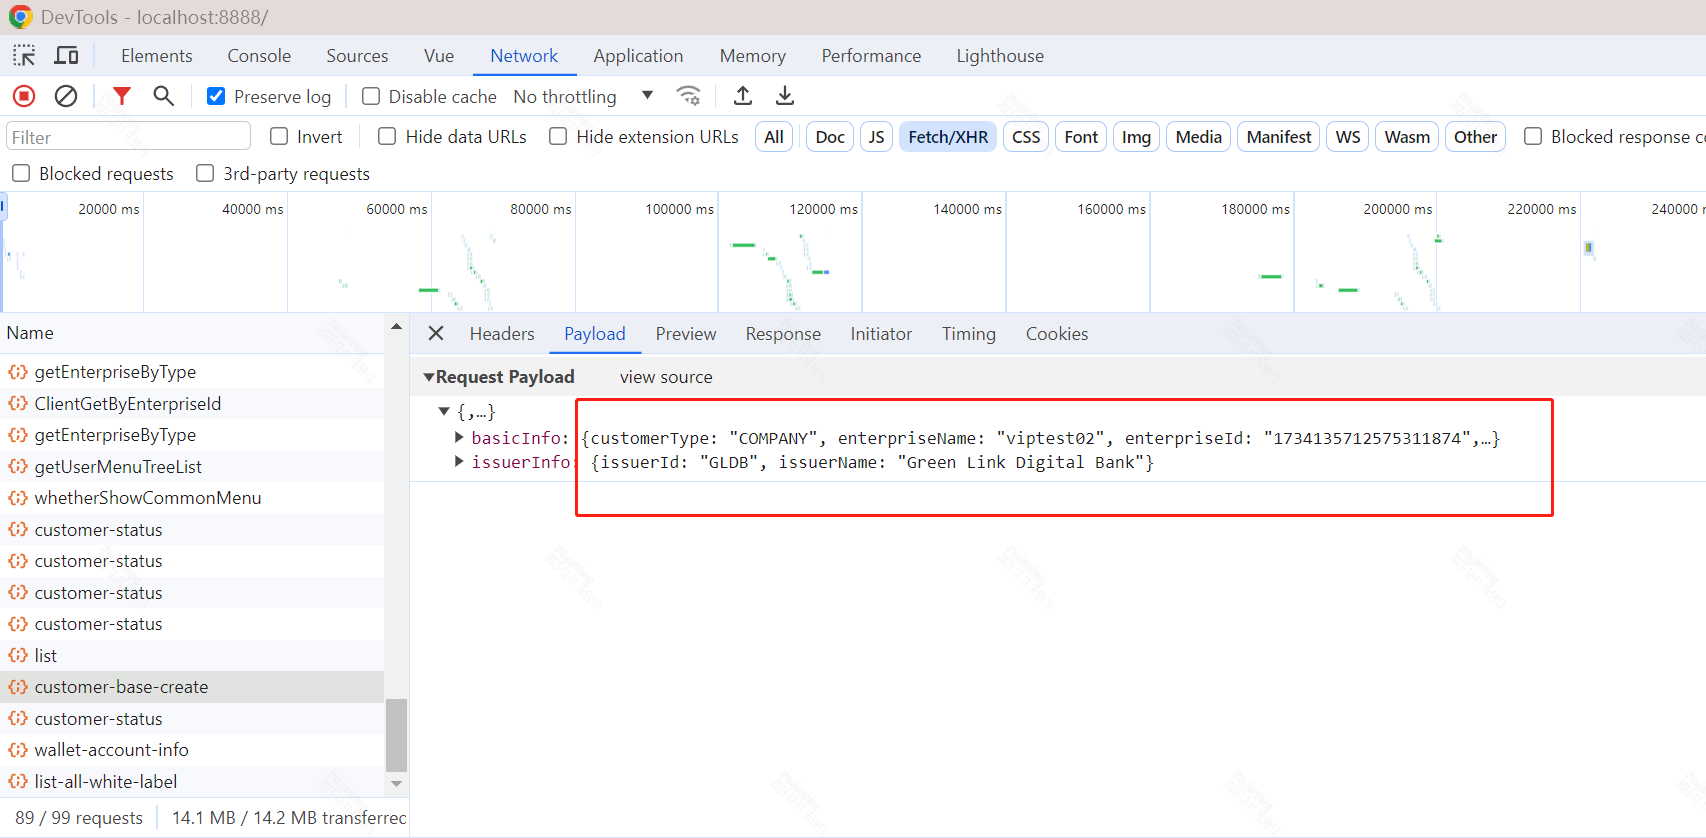 DevTools - localhost:8888/
Elements Console Sources Vue Network Application Memory Performance Lighthouse
Preserve log Disable cache No throttling
Filter Invert Hide data URLs Hide extension URLs All Doc JS Fetch/XHR CSS Font Img Media Manifest WS Wasm Other Blocked response c
Blocked requests 3rd-party requests
20000 ms 40000 ms 60000 ms 80000 ms 100000 ms 120000 ms 140000 ms 160000 ms 180000 ms 200000 ms 220000 ms 240000
Name
getEnterpriseByType
ClientGetByEnterpriseId
getEnterpriseByType
getUserMenuTreeList
whetherShowCommonMenu
customer-status
customer-status
customer-status
customer-status
list
customer-base-create
customer-status
wallet-account-info
list-all-white-label
89 / 99 requests 14.1 MB / 14.2 MB transferrec
Headers Payload Preview Response Initiator Timing Cookies
Request Payload view source
{,…}
basicInfo: {customerType: "COMPANY", enterpriseName: "viptest02", enterpriseId: "1734135712575311874",…}
issuerInfo: {issuerId: "GLDB", issuerName: "Green Link Digital Bank"}